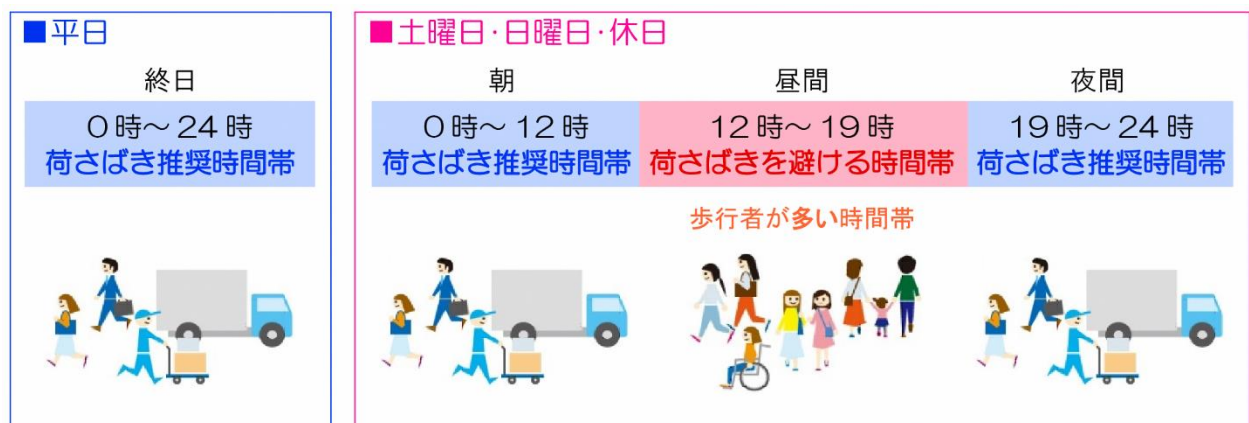 ■平日
終日
0時～24時
荷さばき推奨時間帯
■土曜日・日曜日・休日
朝
0時～12時
荷さばき推奨時間帯
昼間
12時～19時
荷さばきを避ける時間帯
歩行者が多い時間帯
夜間
19時～24時
荷さばき推奨時間帯